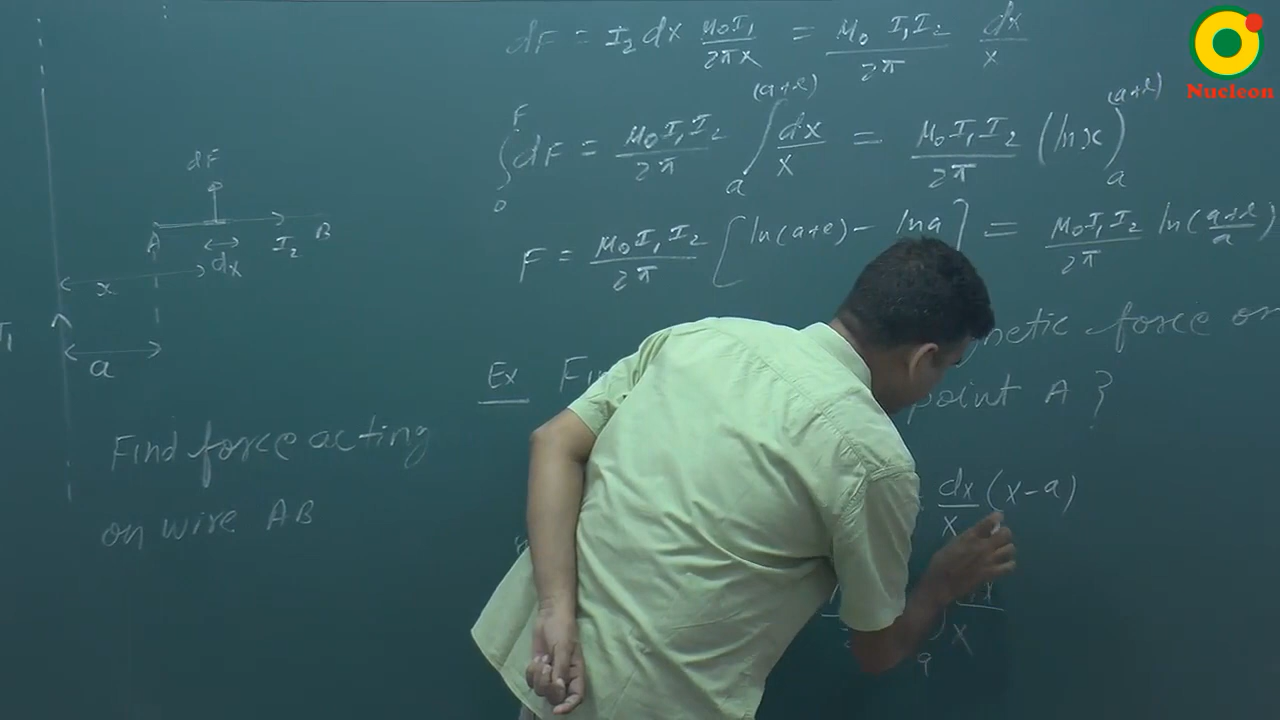 Nucleon
dF = I₂ dx μ₀I₁/2πx = μ₀ I₁I₂/2π dx/x
∫₀^F dF = μ₀I₁I₂/2π ∫ₐ^(a+l) dx/x = μ₀I₁I₂/2π (ln x)ₐ^(a+l)
F = μ₀I₁I₂/2π [ln(a+l) - ln a] = μ₀I₁I₂/2π ln(a+l/a)
dF
A I₂ B
dx
x
I₁
a
Find force acting
on wire AB
Ex force on
point A ?
dx/x (x-a)
x
a